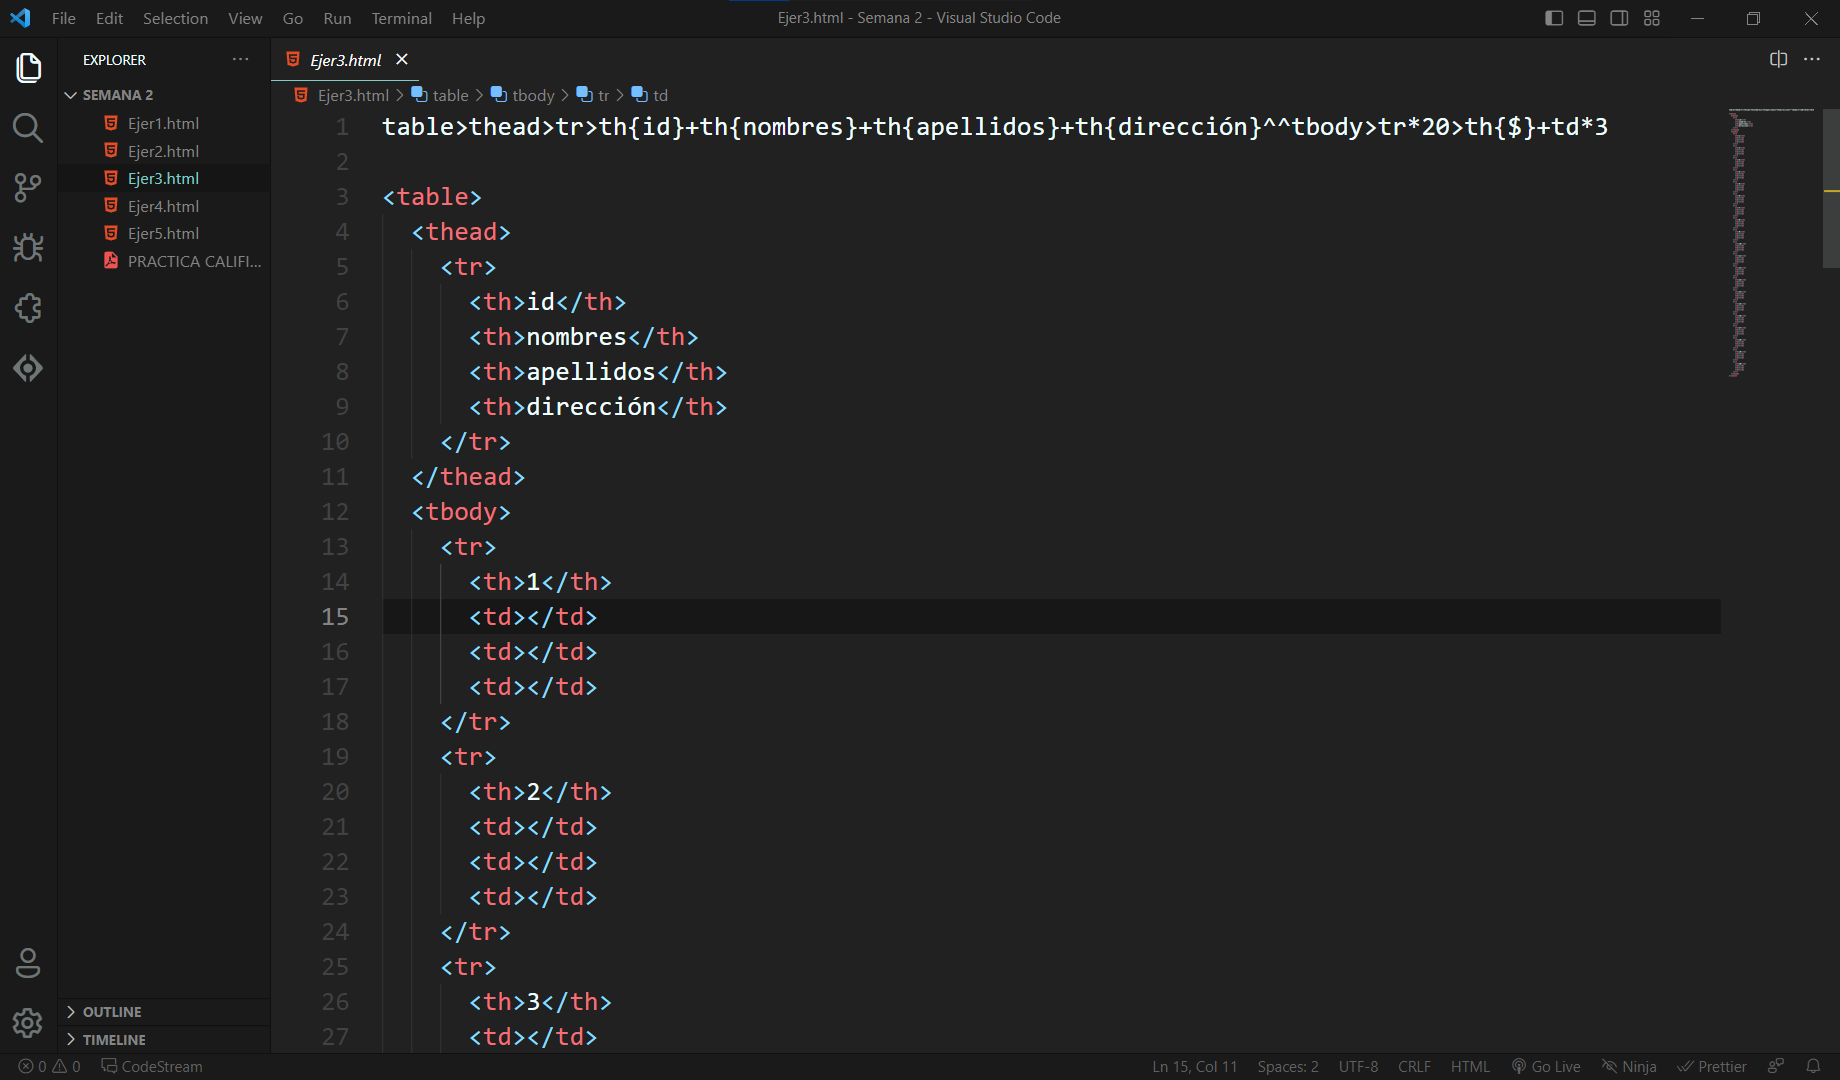 File Edit Selection View Go Run Terminal Help
Ejer3.html - Semana 2 - Visual Studio Code
EXPLORER
SEMANA 2
Ejer1.html
Ejer2.html
Ejer3.html
Ejer4.html
Ejer5.html
PRACTICA CALIFI...
OUTLINE
TIMELINE
Ejer3.html
Ejer3.html > table > tbody > tr > td
1 table>thead>tr>th{id}+th{nombres}+th{apellidos}+th{dirección}^^tbody>tr*20>th{$}+td*3
2
3 <table>
4 <thead>
5 <tr>
6 <th>id</th>
7 <th>nombres</th>
8 <th>apellidos</th>
9 <th>dirección</th>
10 </tr>
11 </thead>
12 <tbody>
13 <tr>
14 <th>1</th>
15 <td></td>
16 <td></td>
17 <td></td>
18 </tr>
19 <tr>
20 <th>2</th>
21 <td></td>
22 <td></td>
23 <td></td>
24 </tr>
25 <tr>
26 <th>3</th>
27 <td></td>
0 0 CodeStream
Ln 15, Col 11 Spaces: 2 UTF-8 CRLF HTML Go Live Ninja Prettier